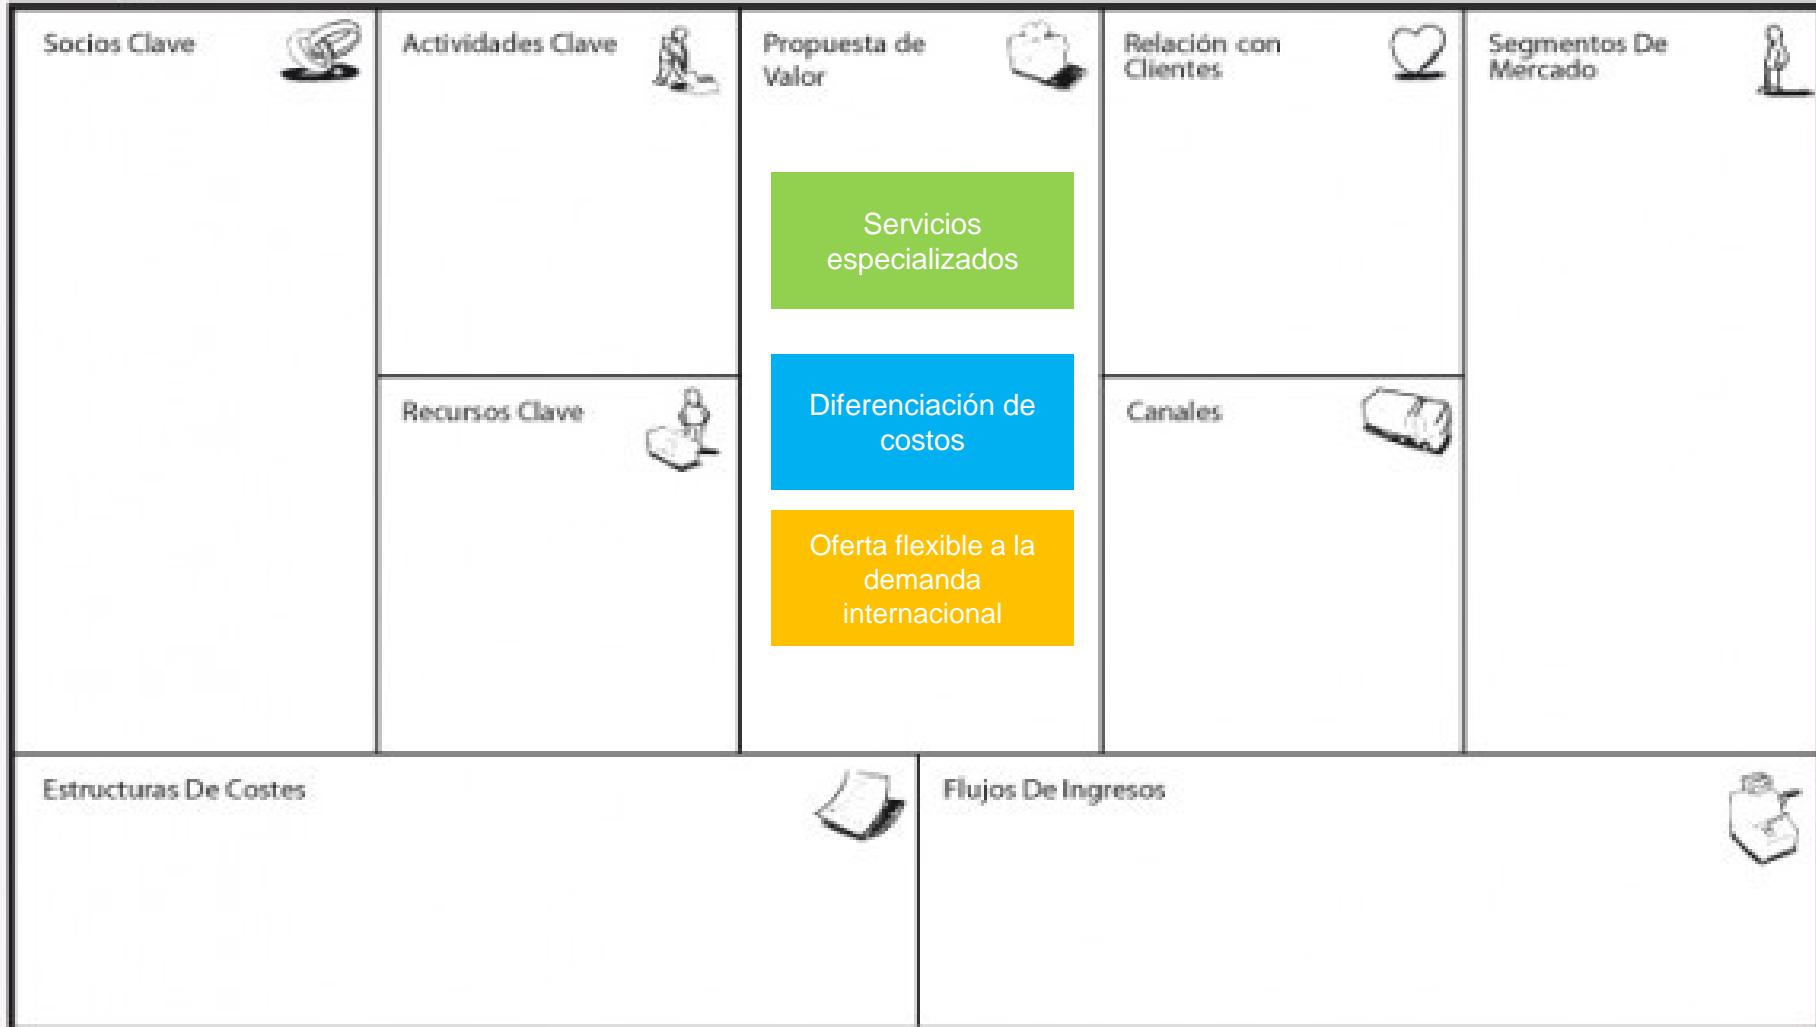 Socios Clave
Actividades Clave
Propuesta de
Valor
Servicios
especializados
Diferenciación de
costos
Oferta flexible a la
demanda
internacional
Relación con
Clientes
Segmentos De
Mercado
Recursos Clave
Canales
Estructuras De Costes
Flujos De Ingresos